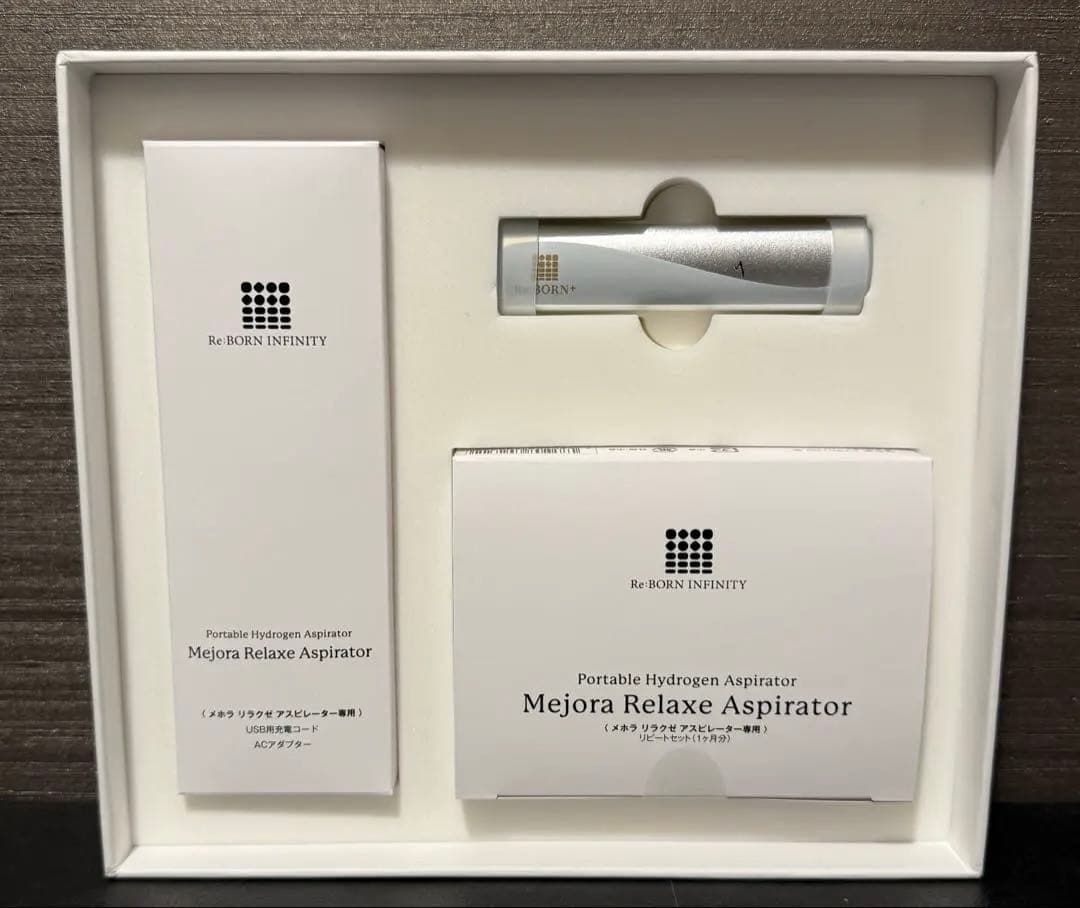 Re:BORN INFINITY
Portable Hydrogen Aspirator
Mejora Relaxe Aspirator
〈 メホラ リラクゼ アスピレーター専用 〉
USB用充電コード
ACアダプター
Re:BORN+
Re:BORN INFINITY
Portable Hydrogen Aspirator
Mejora Relaxe Aspirator
〈 メホラ リラクゼ アスピレーター専用 〉
リピートセット(1ヶ月分)